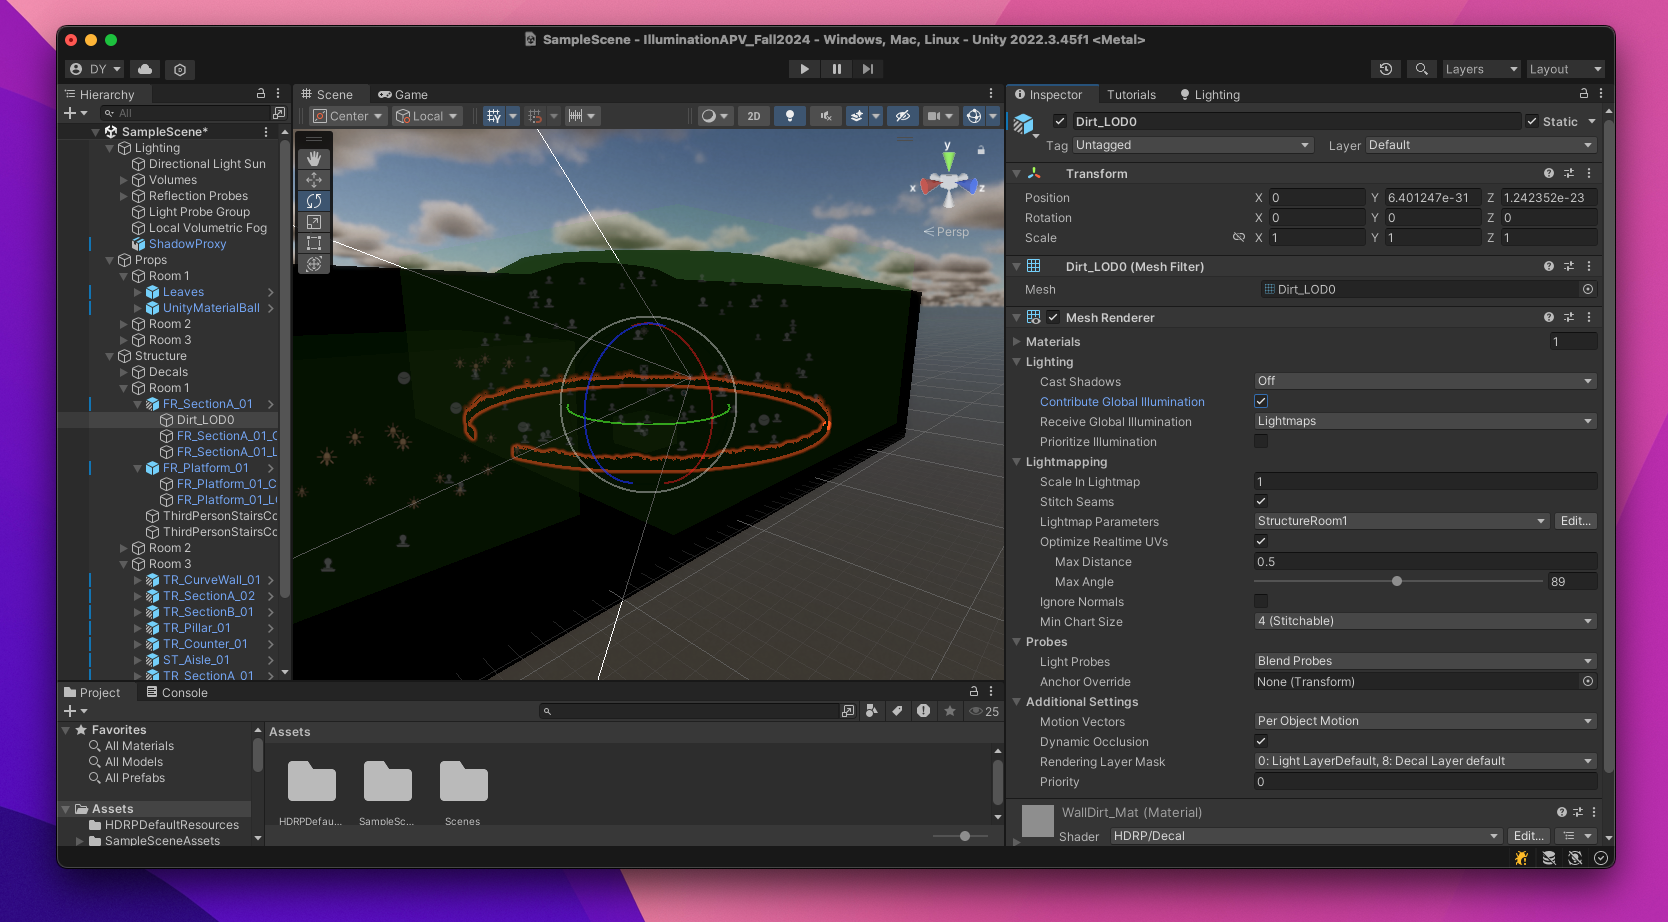 SampleScene - IlluminationAPV_Fall2024 - Windows, Mac, Linux - Unity 2022.3.45f1 <Metal>
DY
Layers
Layout
Hierarchy
All
SampleScene*
Lighting
Directional Light Sun
Volumes
Reflection Probes
Light Probe Group
Local Volumetric Fog
ShadowProxy
Props
Room 1
Leaves
UnityMaterialBall
Room 2
Room 3
Structure
Decals
Room 1
FR_SectionA_01
Dirt_LOD0
FR_SectionA_01_C
FR_SectionA_01_L
FR_Platform_01
FR_Platform_01_C
FR_Platform_01_L
ThirdPersonStairsCo
ThirdPersonStairsCo
Room 2
Room 3
TR_CurveWall_01
TR_SectionA_02
TR_SectionB_01
TR_Pillar_01
TR_Counter_01
ST_Aisle_01
TR_SectionA_01
Scene
Game
Center
Local
2D
y
x
z
Persp
Inspector
Tutorials
Lighting
Dirt_LOD0
Static
Tag
Untagged
Layer
Default
Transform
Position
X 0
Y 6.401247e-31
Z 1.242352e-23
Rotation
X 0
Y 0
Z 0
Scale
X 1
Y 1
Z 1
Dirt_LOD0 (Mesh Filter)
Mesh
Dirt_LOD0
Mesh Renderer
Materials
1
Lighting
Cast Shadows
Off
Contribute Global Illumination
Receive Global Illumination
Lightmaps
Prioritize Illumination
Lightmapping
Scale In Lightmap
1
Stitch Seams
Lightmap Parameters
StructureRoom1
Edit...
Optimize Realtime UVs
Max Distance
0.5
Max Angle
89
Ignore Normals
Min Chart Size
4 (Stitchable)
Probes
Light Probes
Blend Probes
Anchor Override
None (Transform)
Additional Settings
Motion Vectors
Per Object Motion
Dynamic Occlusion
Rendering Layer Mask
0: Light LayerDefault, 8: Decal Layer default
Priority
0
WallDirt_Mat (Material)
Shader
HDRP/Decal
Edit...
Project
Console
25
Favorites
All Materials
All Models
All Prefabs
Assets
HDRPDefaultResources
SampleSceneAssets
Assets
HDRPDefau...
SampleSc...
Scenes